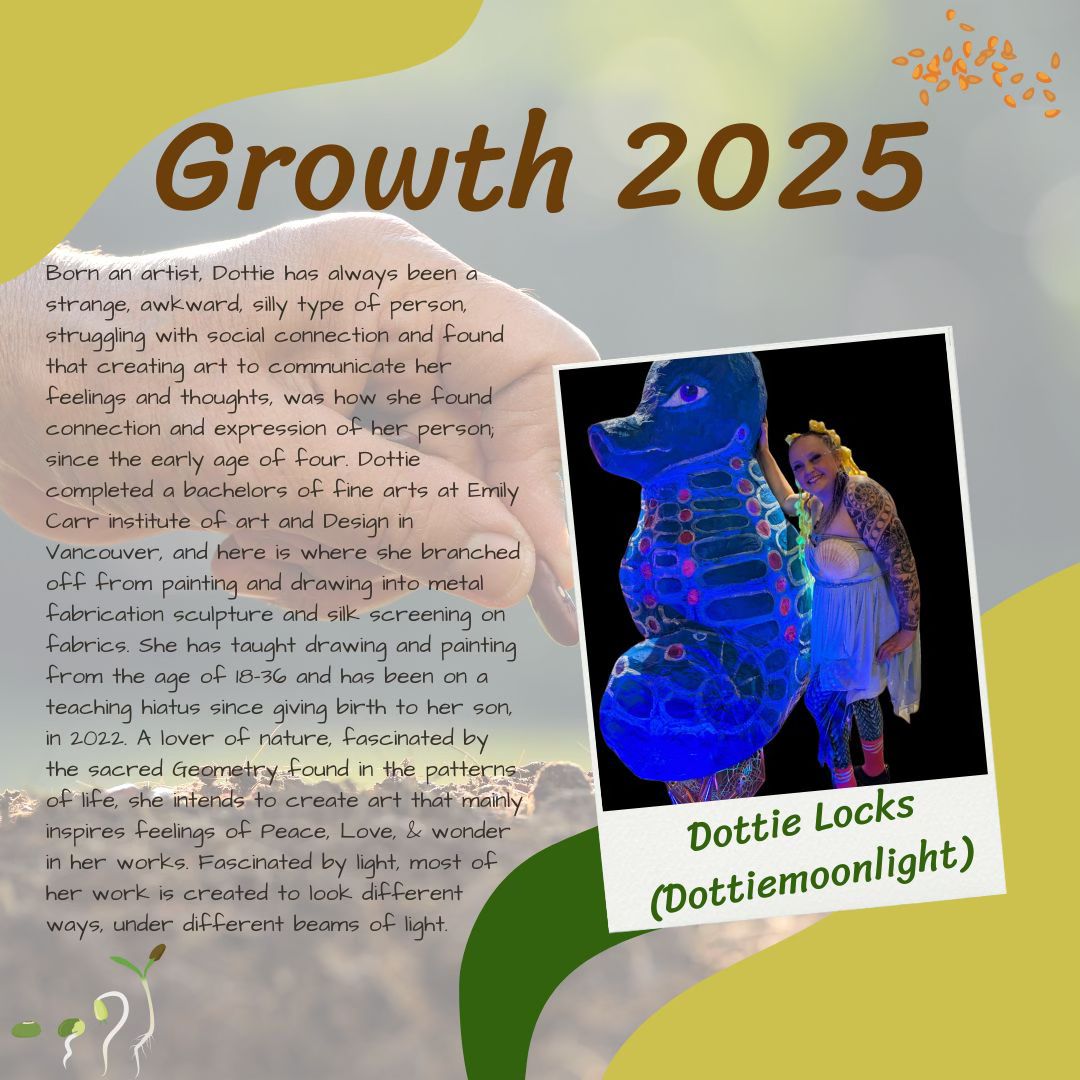 Growth 2025
Born an artist, Dottie has always been a
strange, awkward, silly type of person,
struggling with social connection and found
that creating art to communicate her
feelings and thoughts, was how she found
connection and expression of her person;
since the early age of four. Dottie
completed a bachelors of fine arts at Emily
Carr institute of art and Design in
Vancouver, and here is where she branched
off from painting and drawing into metal
fabrication sculpture and silk screening on
fabrics. She has taught drawing and painting
from the age of 18-36 and has been on a
teaching hiatus since giving birth to her son,
in 2022. A lover of nature, fascinated by
the sacred Geometry found in the patterns
of life, she intends to create art that mainly
inspires feelings of Peace, Love, & wonder
in her works. Fascinated by light, most of
her work is created to look different
ways, under different beams of light.
Dottie Locks
(Dottiemoonlight)